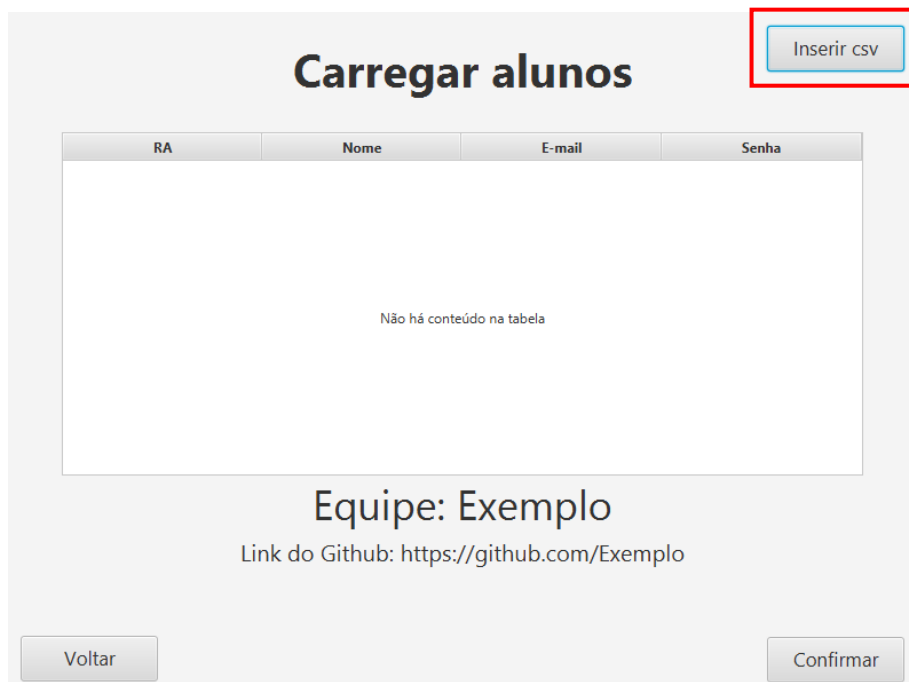 Inserir csv
Carregar alunos
RA Nome E-mail Senha
Não há conteúdo na tabela
Equipe: Exemplo
Link do Github: https://github.com/Exemplo
Voltar Confirmar